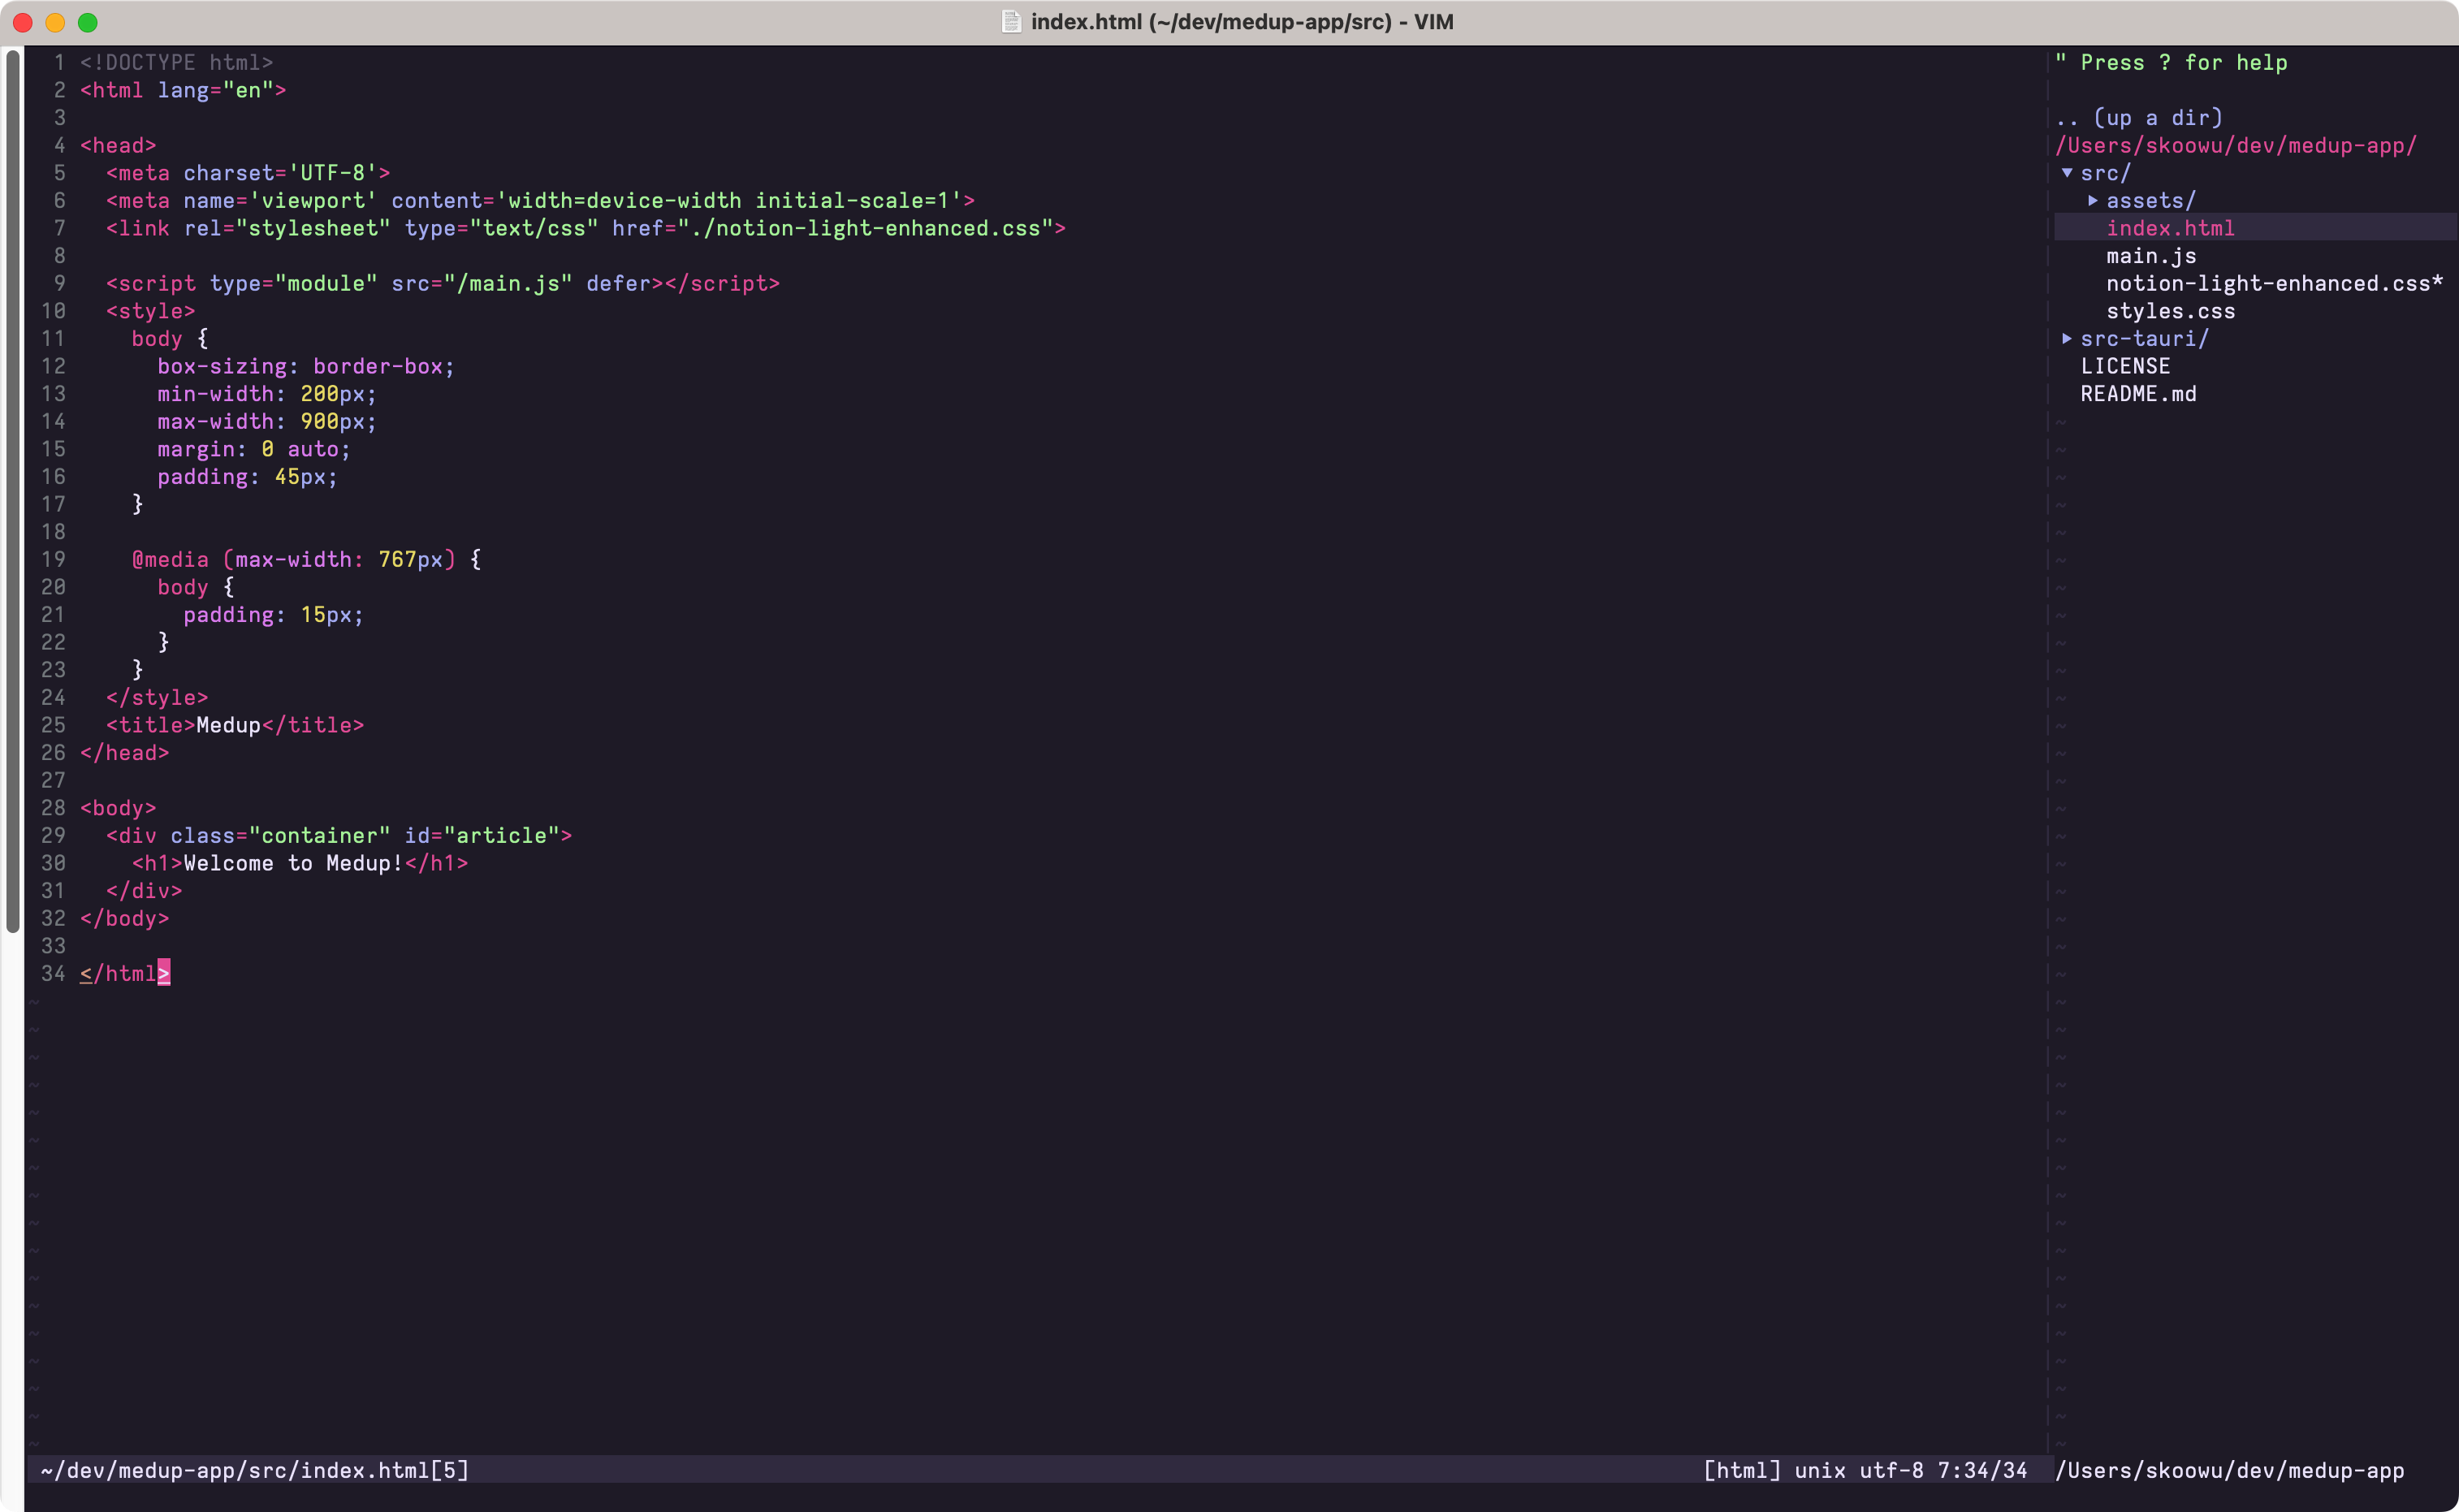 index.html (~/dev/medup-app/src) - VIM
1 <!DOCTYPE html>
2 <html lang="en">
3
4 <head>
5   <meta charset='UTF-8'>
6   <meta name='viewport' content='width=device-width initial-scale=1'>
7   <link rel="stylesheet" type="text/css" href="./notion-light-enhanced.css">
8
9   <script type="module" src="/main.js" defer></script>
10   <style>
11     body {
12       box-sizing: border-box;
13       min-width: 200px;
14       max-width: 900px;
15       margin: 0 auto;
16       padding: 45px;
17     }
18
19     @media (max-width: 767px) {
20       body {
21         padding: 15px;
22       }
23     }
24   </style>
25   <title>Medup</title>
26 </head>
27
28 <body>
29   <div class="container" id="article">
30     <h1>Welcome to Medup!</h1>
31   </div>
32 </body>
33
34 </html>
~/dev/medup-app/src/index.html[5] [html] unix utf-8 7:34/34
" Press ? for help
.. (up a dir)
/Users/skoowu/dev/medup-app/
▼ src/
▶ assets/
index.html
main.js
notion-light-enhanced.css*
styles.css
▶ src-tauri/
LICENSE
README.md
/Users/skoowu/dev/medup-app